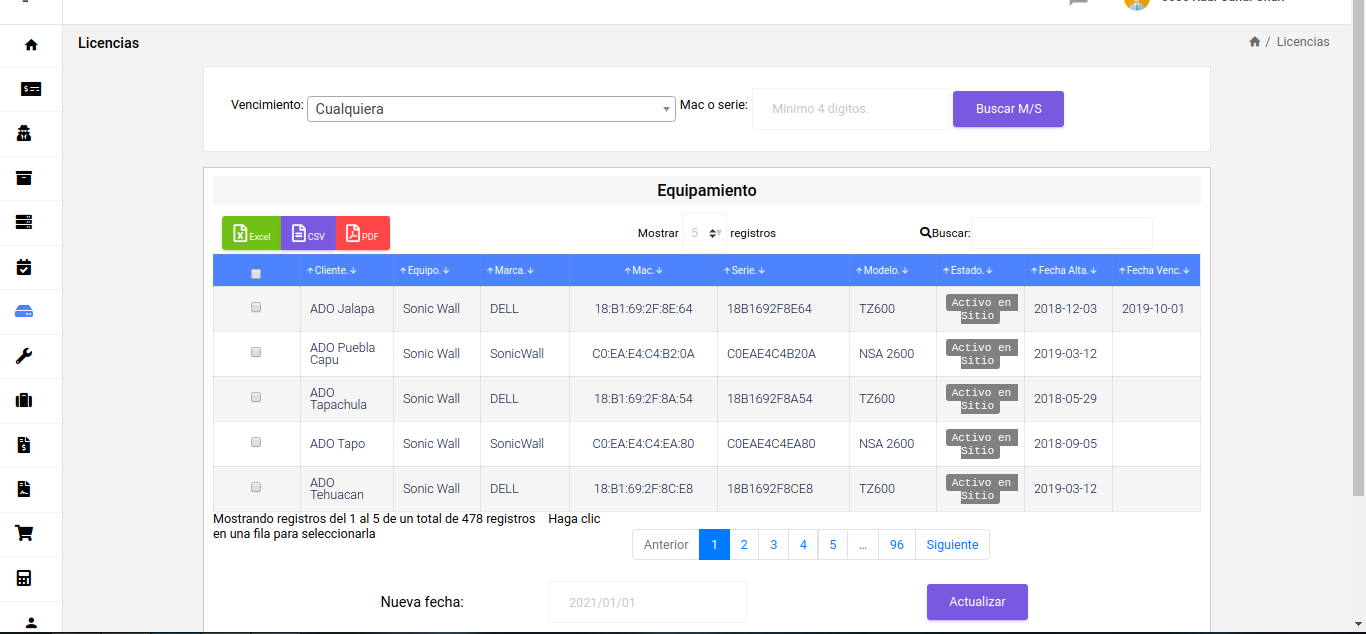 Licencias
/ Licencias
Vencimiento: Cualquiera Mac o serie: Minimo 4 digitos. Buscar M/S
Equipamiento
Excel CSV PDF Mostrar 5 registros Buscar:
Cliente. Equipo. Marca. Mac. Serie. Modelo. Estado. Fecha Alta. Fecha Venc.
ADO Jalapa Sonic Wall DELL 18:B1:69:2F:8E:64 18B1692F8E64 TZ600 Activo en Sitio 2018-12-03 2019-10-01
ADO Puebla Capu Sonic Wall SonicWall C0:EA:E4:C4:B2:0A C0EAE4C4B20A NSA 2600 Activo en Sitio 2019-03-12
ADO Tapachula Sonic Wall DELL 18:B1:69:2F:8A:54 18B1692F8A54 TZ600 Activo en Sitio 2018-05-29
ADO Tapo Sonic Wall SonicWall C0:EA:E4:C4:EA:80 C0EAE4C4EA80 NSA 2600 Activo en Sitio 2018-09-05
ADO Tehuacan Sonic Wall DELL 18:B1:69:2F:8C:E8 18B1692F8CE8 TZ600 Activo en Sitio 2019-03-12
Mostrando registros del 1 al 5 de un total de 478 registros Haga clic
en una fila para seleccionarla
Anterior 1 2 3 4 5 … 96 Siguiente
Nueva fecha: 2021/01/01 Actualizar